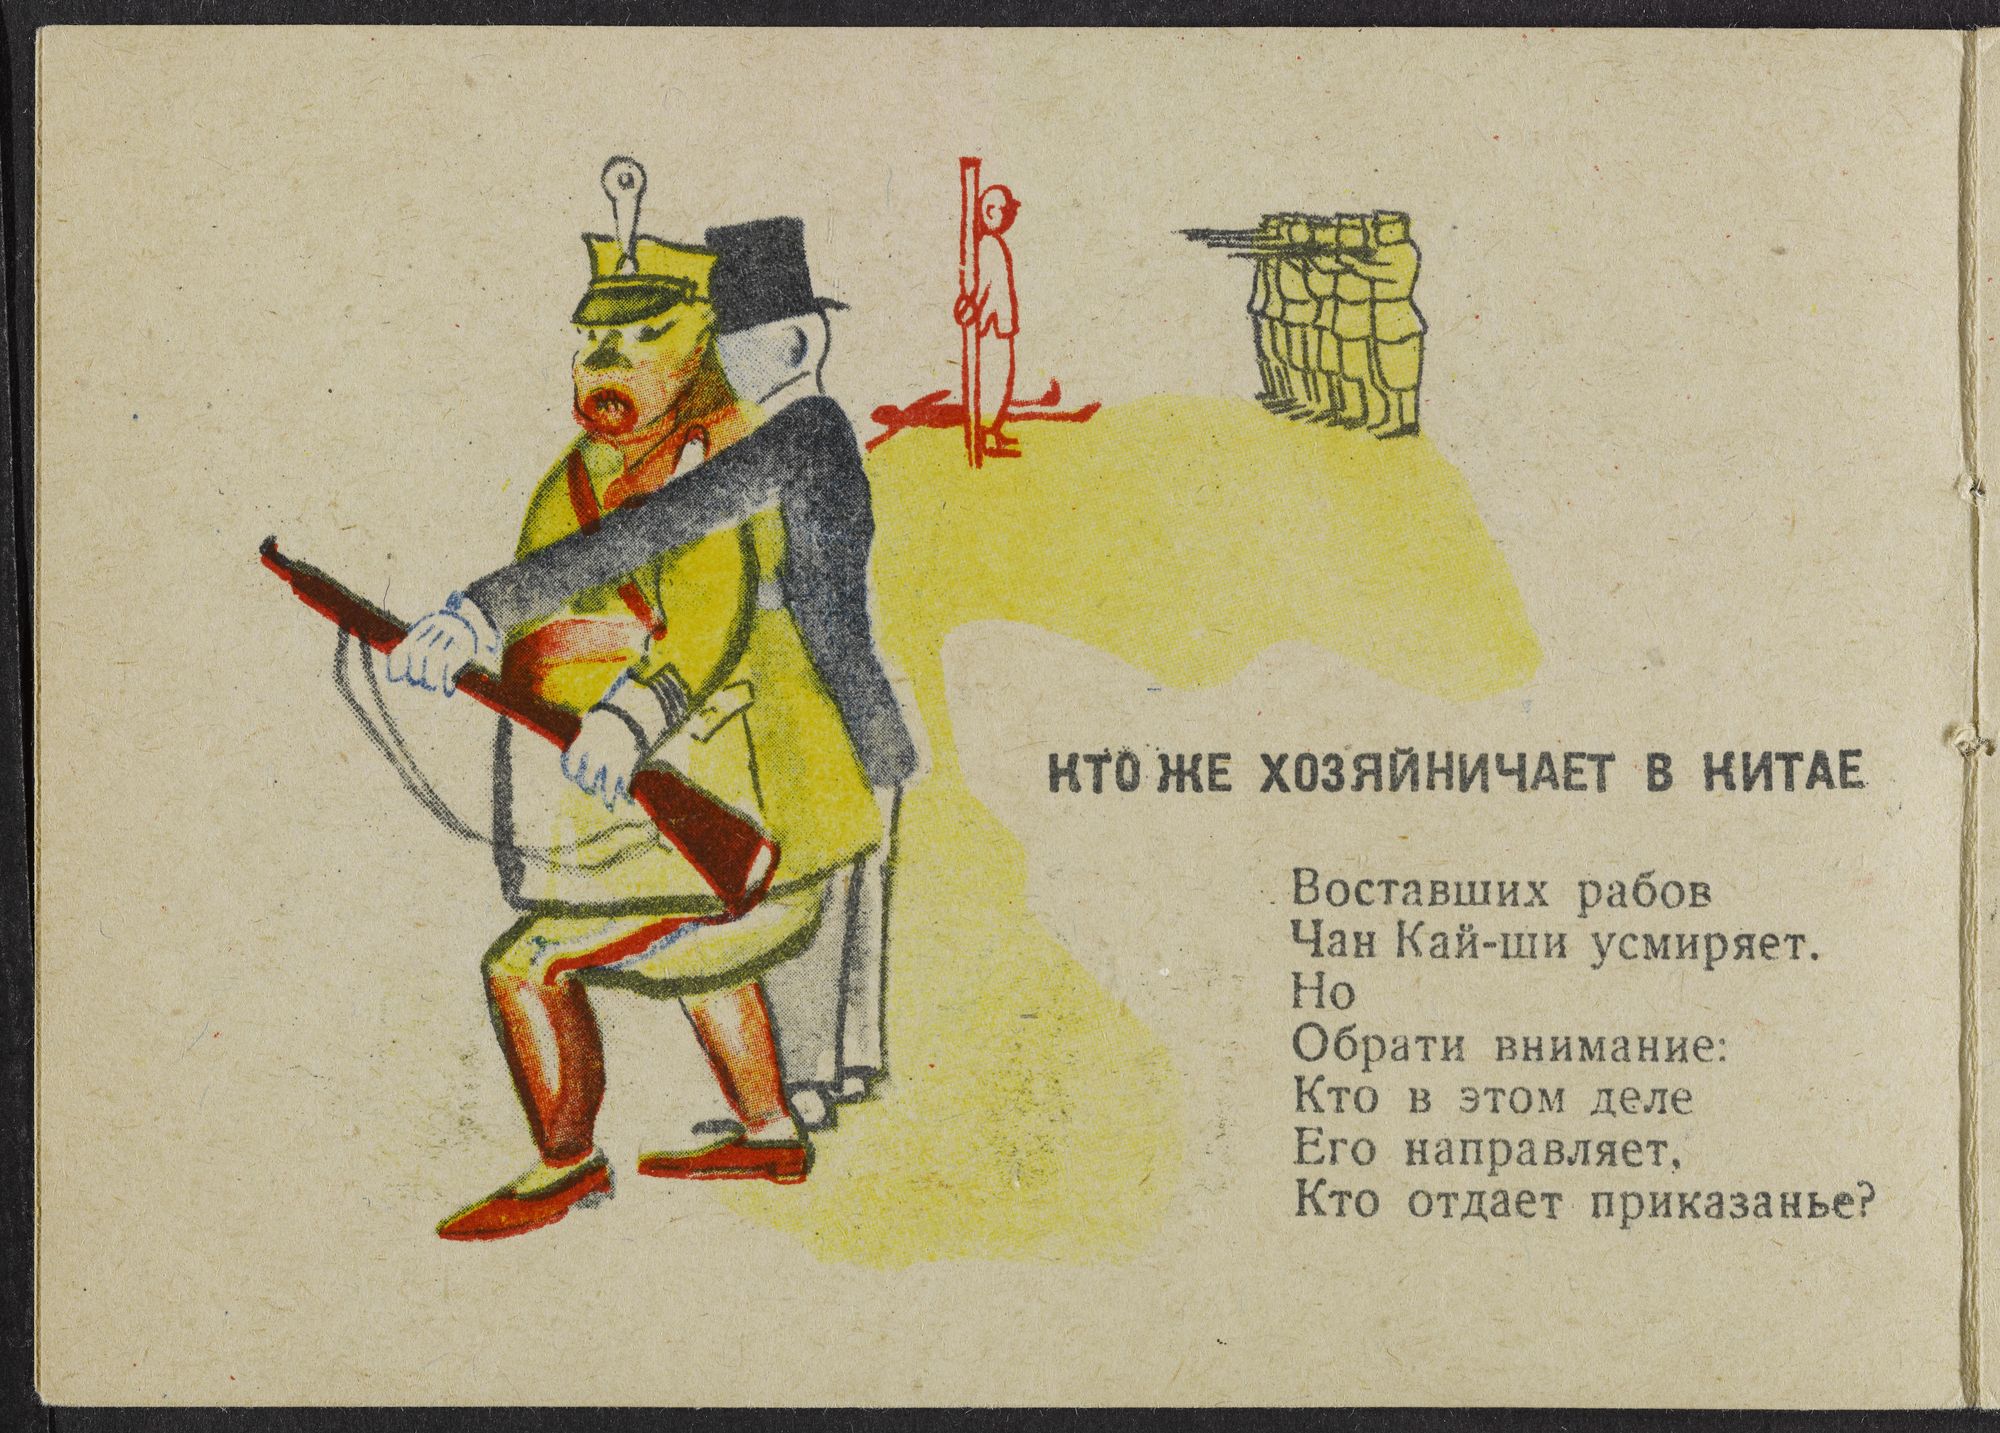 КТО ЖЕ ХОЗЯЙНИЧАЕТ В КИТАЕ
Воставших рабов
Чан Кай-ши усмиряет.
Но
Обрати внимание:
Кто в этом деле
Его направляет,
Кто отдает приказанье?